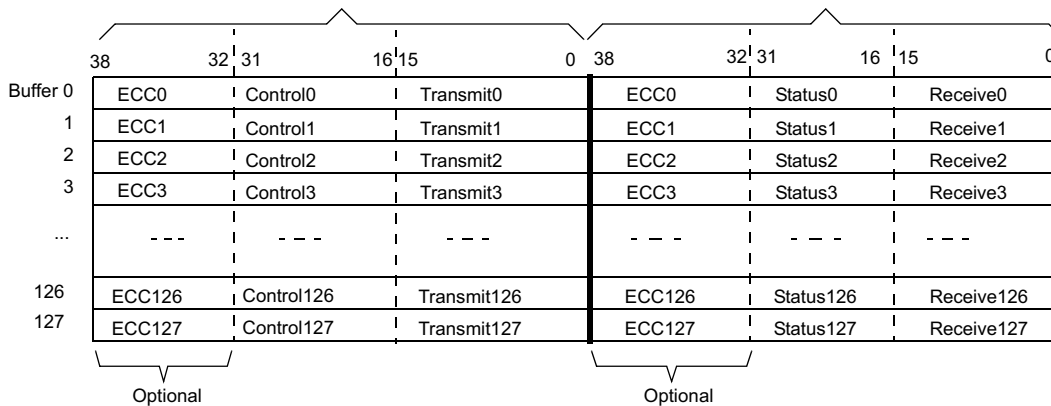 38 32 31 16 15 0 38 32 31 16 15 0
Buffer 0 ECC0 Control0 Transmit0 ECC0 Status0 Receive0
1 ECC1 Control1 Transmit1 ECC1 Status1 Receive1
2 ECC2 Control2 Transmit2 ECC2 Status2 Receive2
3 ECC3 Control3 Transmit3 ECC3 Status3 Receive3
...
126 ECC126 Control126 Transmit126 ECC126 Status126 Receive126
127 ECC127 Control127 Transmit127 ECC127 Status127 Receive127
Optional Optional